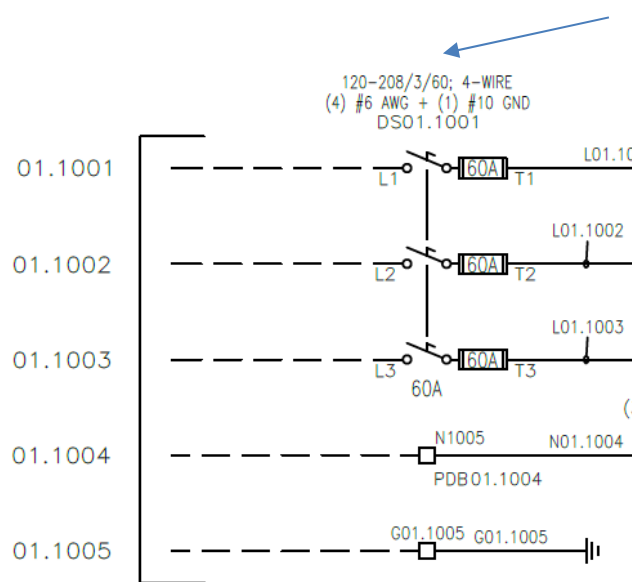 120-208/3/60; 4-WIRE
(4) #6 AWG + (1) #10 GND
DS01.1001
01.1001
L1
60A
T1
L01.10
01.1002
L2
60A
T2
L01.1002
01.1003
L3
60A
T3
L01.1003
60A
01.1004
N1005
N01.1004
PDB01.1004
01.1005
G01.1005
G01.1005